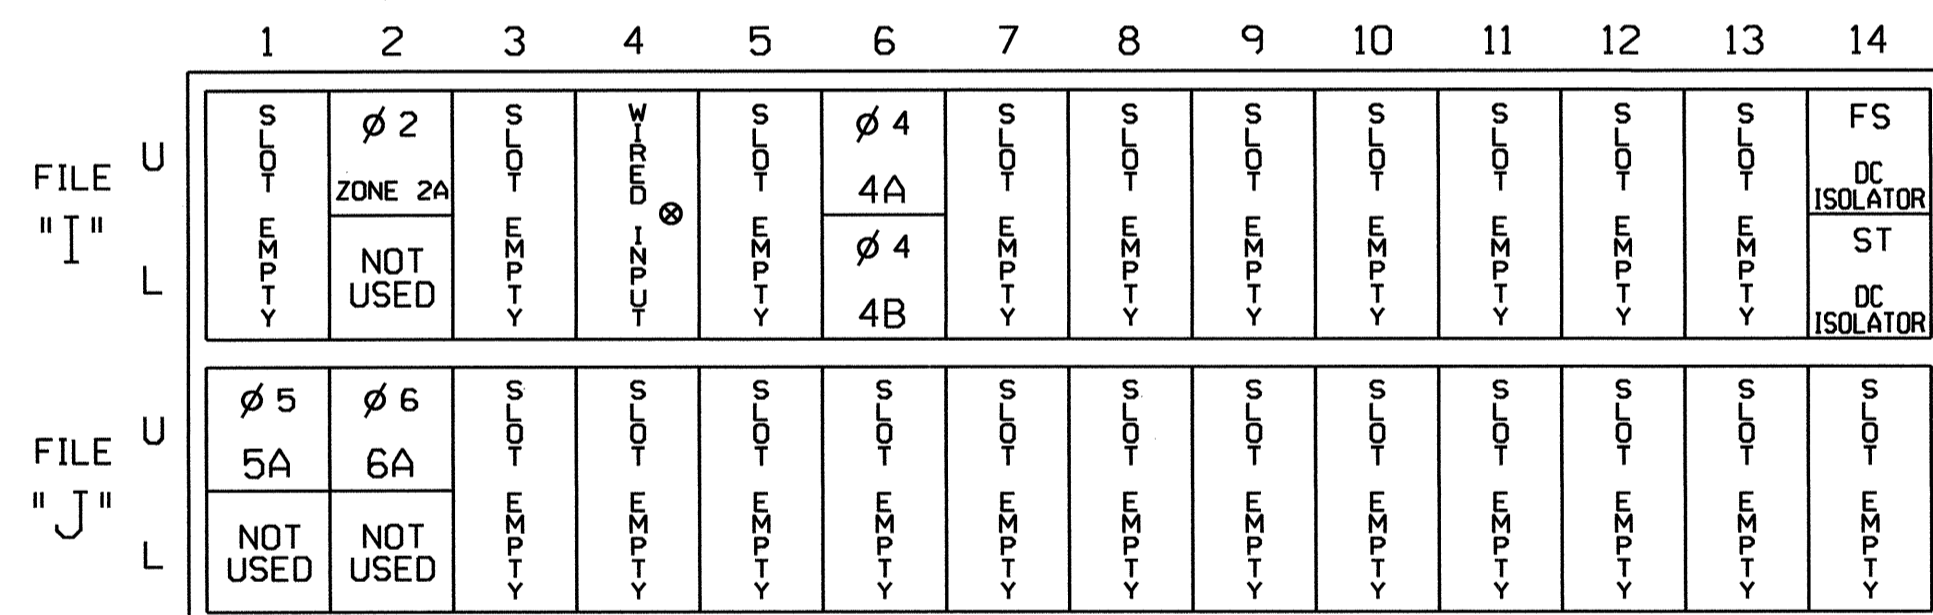 1 2 3 4 5 6 7 8 9 10 11 12 13 14
FILE "I"
U
L
SLOT EMPTY
Ø 2
ZONE 2A
NOT USED
SLOT EMPTY
WIRED INPUT
SLOT EMPTY
Ø 4
4A
Ø 4
4B
SLOT EMPTY
SLOT EMPTY
SLOT EMPTY
SLOT EMPTY
SLOT EMPTY
SLOT EMPTY
SLOT EMPTY
FS
DC
ISOLATOR
ST
DC
ISOLATOR
FILE "J"
U
L
Ø 5
5A
NOT USED
Ø 6
6A
NOT USED
SLOT EMPTY
SLOT EMPTY
SLOT EMPTY
SLOT EMPTY
SLOT EMPTY
SLOT EMPTY
SLOT EMPTY
SLOT EMPTY
SLOT EMPTY
SLOT EMPTY
SLOT EMPTY
SLOT EMPTY